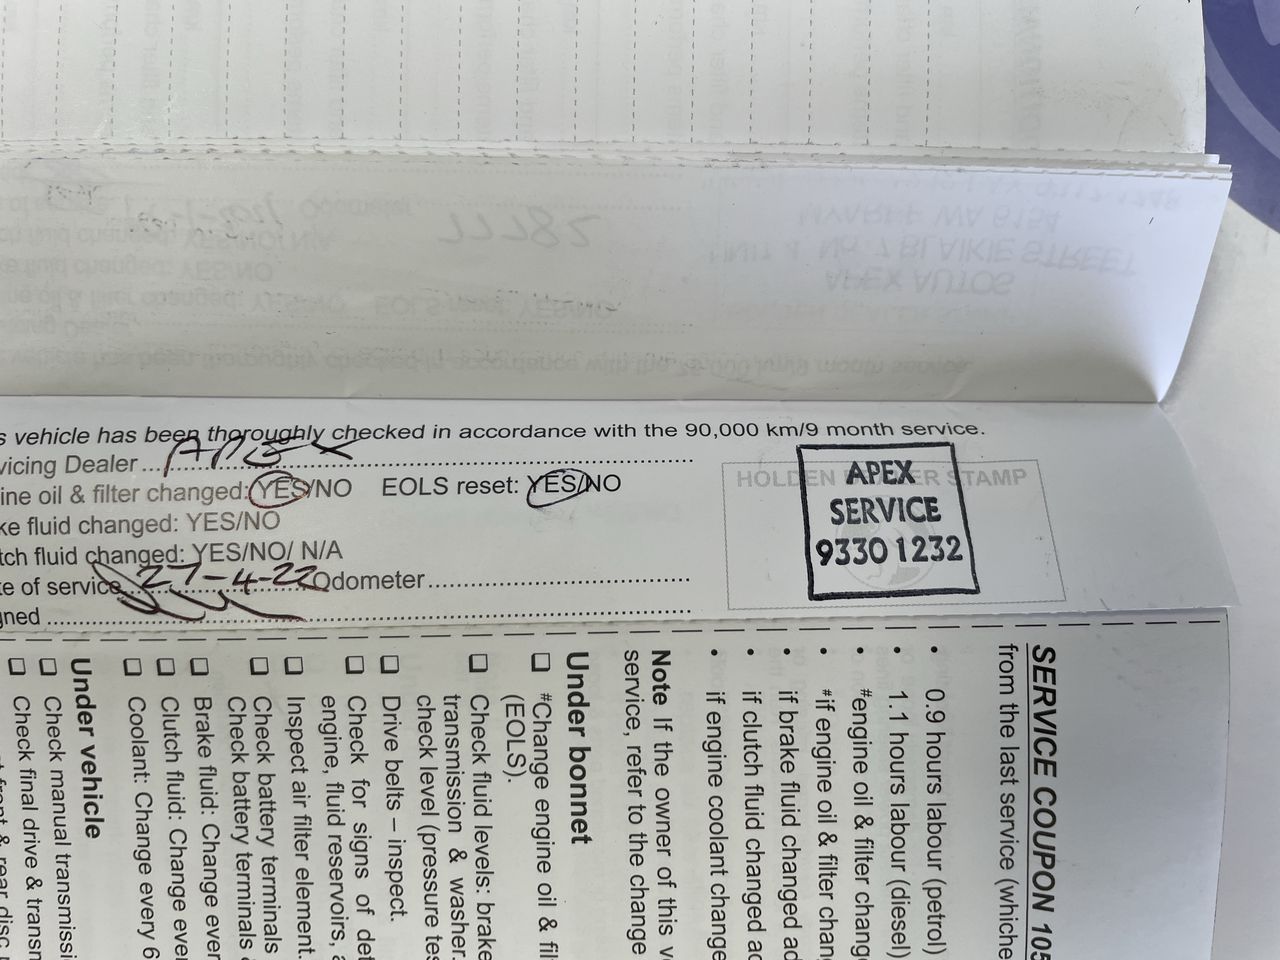 s vehicle has been thoroughly checked in accordance with the 90,000 km/9 month service.
vicing Dealer ... APEX
ine oil & filter changed: YES/NO EOLS reset: YES/NO
ke fluid changed: YES/NO
tch fluid changed: YES/NO/ N/A
te of service 27-4-22 Odometer
ned
HOLDEN DEALER STAMP
APEX
SERVICE
9330 1232
SERVICE COUPON 105
from the last service (whiche
• 0.9 hours labour (petrol)
• 1.1 hours labour (diesel)
• #engine oil & filter change
• #if engine oil & filter chan
• if brake fluid changed ad
• if clutch fluid changed ac
• if engine coolant change
Note If the owner of this v
service, refer to the change
Under bonnet
☐ #Change engine oil & fil
(EOLS).
☐ Check fluid levels: brake
transmission & washer.
check level (pressure tes
☐ Drive belts – inspect.
☐ Check for signs of det
engine, fluid reservoirs, a
☐ Inspect air filter element.
☐ Check battery terminals
Check battery terminals a
☐ Brake fluid: Change ever
☐ Clutch fluid: Change ever
☐ Coolant: Change every 6
Under vehicle
☐ Check manual transmissi
☐ Check final drive & transm